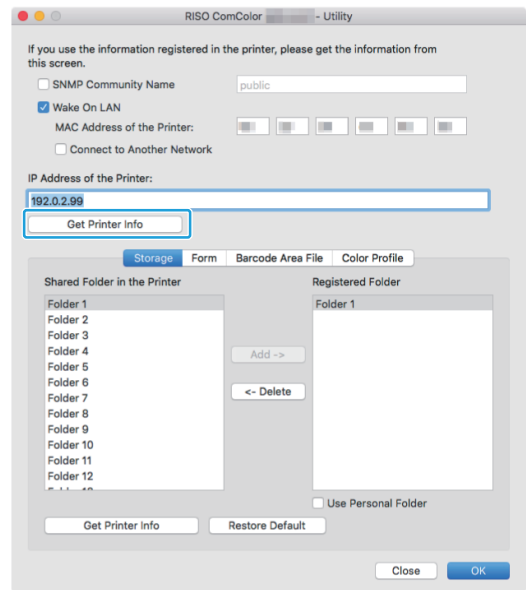 RISO ComColor - Utility
If you use the information registered in the printer, please get the information from
this screen.
SNMP Community Name
public
Wake On LAN
MAC Address of the Printer:
Connect to Another Network
IP Address of the Printer:
192.0.2.99
Get Printer Info
Storage Form Barcode Area File Color Profile
Shared Folder in the Printer
Registered Folder
Folder 1
Folder 2
Folder 3
Folder 4
Folder 5
Folder 6
Folder 7
Folder 8
Folder 9
Folder 10
Folder 11
Folder 12
Add ->
<- Delete
Folder 1
Use Personal Folder
Get Printer Info
Restore Default
Close
OK